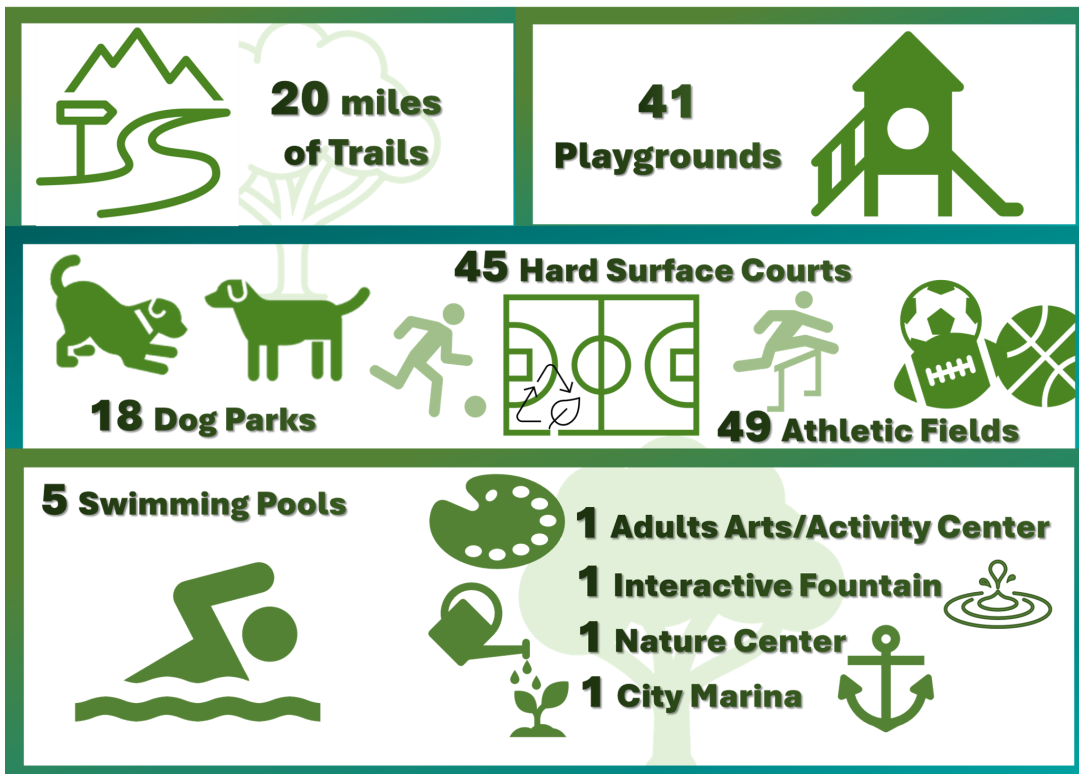 20 miles
of Trails
41
Playgrounds
45 Hard Surface Courts
18 Dog Parks
49 Athletic Fields
5 Swimming Pools
1 Adults Arts/Activity Center
1 Interactive Fountain
1 Nature Center
1 City Marina